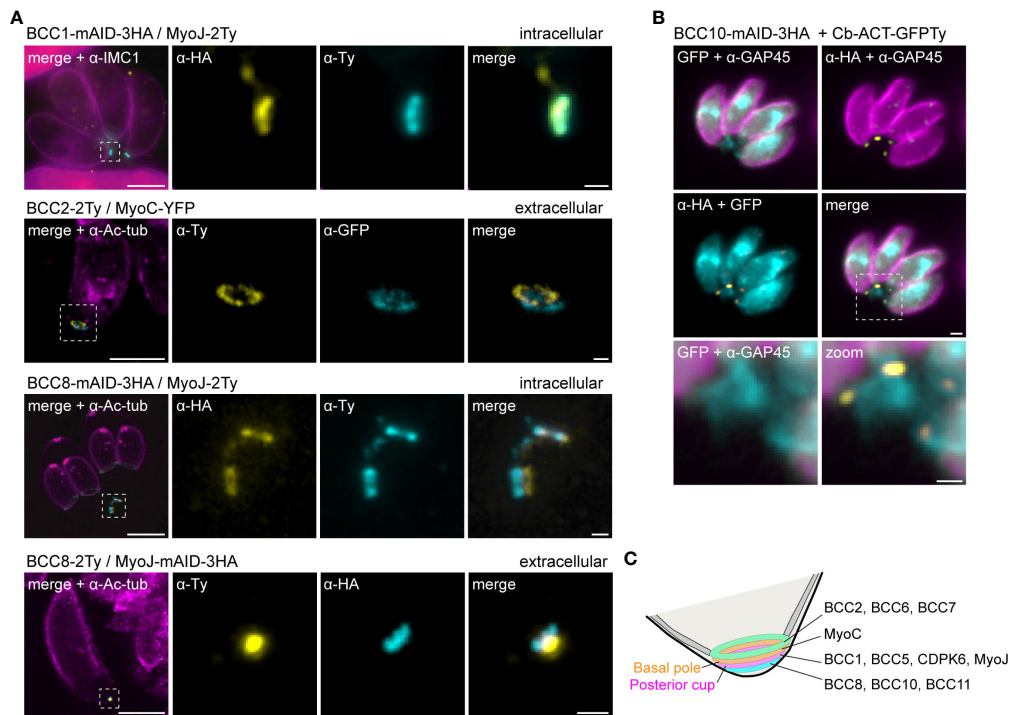 A
BCC1-mAID-3HA / MyoJ-2Ty intracellular
merge + α-IMC1 α-HA α-Ty merge
BCC2-2Ty / MyoC-YFP extracellular
merge + α-Ac-tub α-Ty α-GFP merge
BCC8-mAID-3HA / MyoJ-2Ty intracellular
merge + α-Ac-tub α-HA α-Ty merge
BCC8-2Ty / MyoJ-mAID-3HA extracellular
merge + α-Ac-tub α-Ty α-HA merge
B
BCC10-mAID-3HA + Cb-ACT-GFPTy
GFP + α-GAP45 α-HA + α-GAP45
α-HA + GFP merge
GFP + α-GAP45 zoom
C
BCC2, BCC6, BCC7
MyoC
BCC1, BCC5, CDPK6, MyoJ
BCC8, BCC10, BCC11
Basal pole
Posterior cup